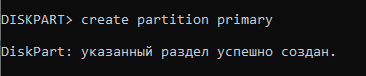 DISKPART> create partition primary
DiskPart: указанный раздел успешно создан.